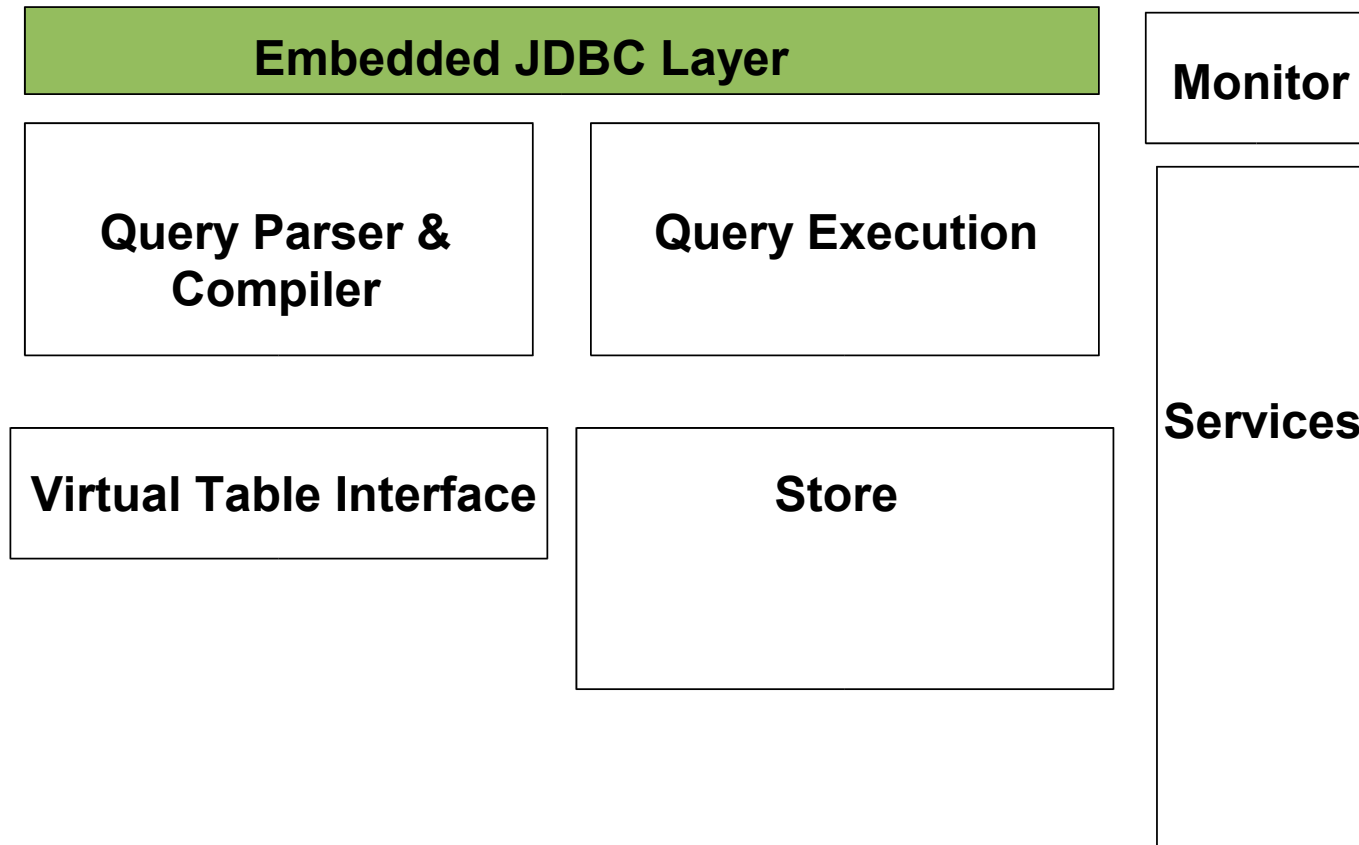 Embedded JDBC Layer
Monitor
Query Parser &
Compiler
Query Execution
Services
Virtual Table Interface
Store